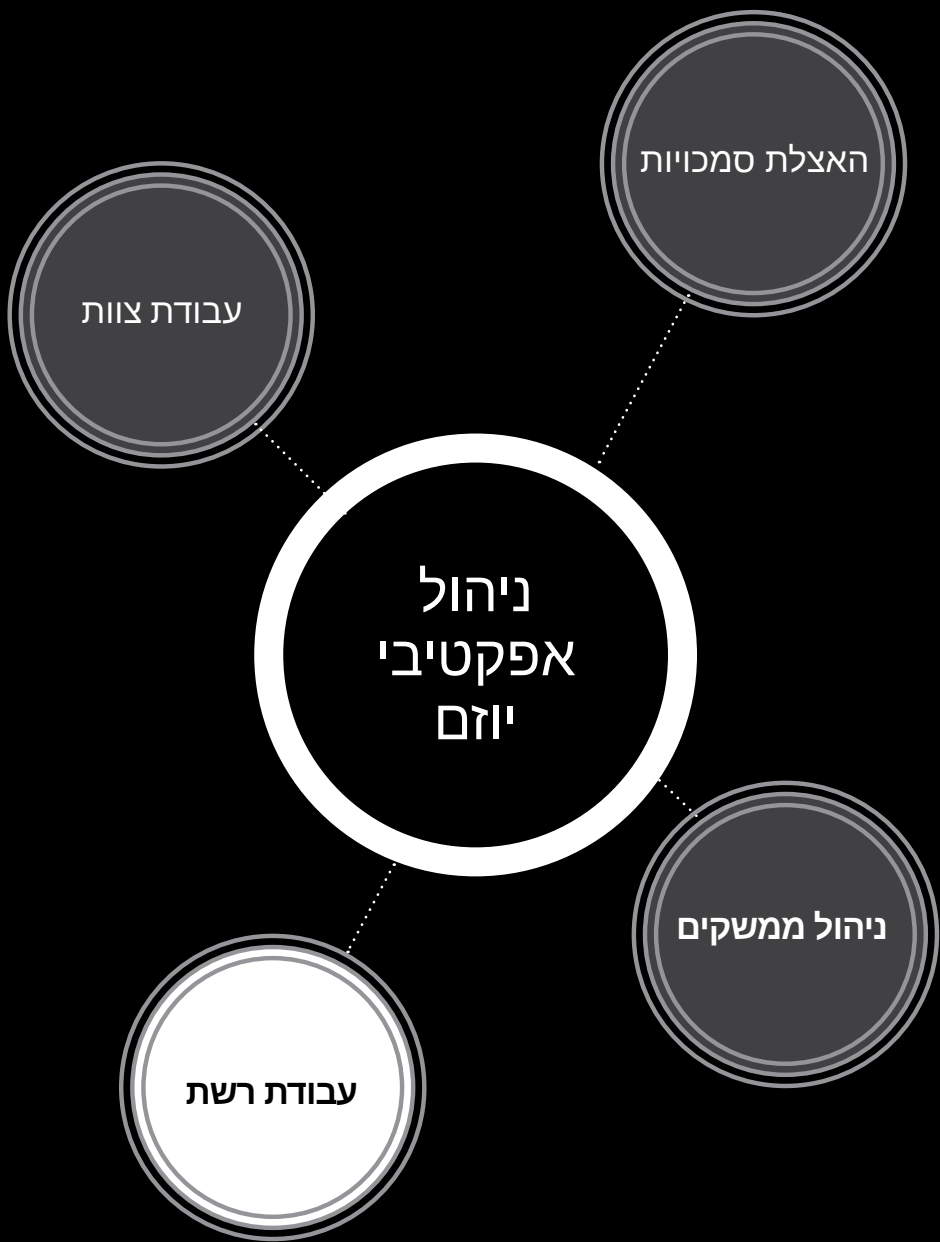 האצלת סמכויות
עבודת צוות
ניהול
אפקטיבי
יוזם
ניהול ממשקים
עבודת רשת